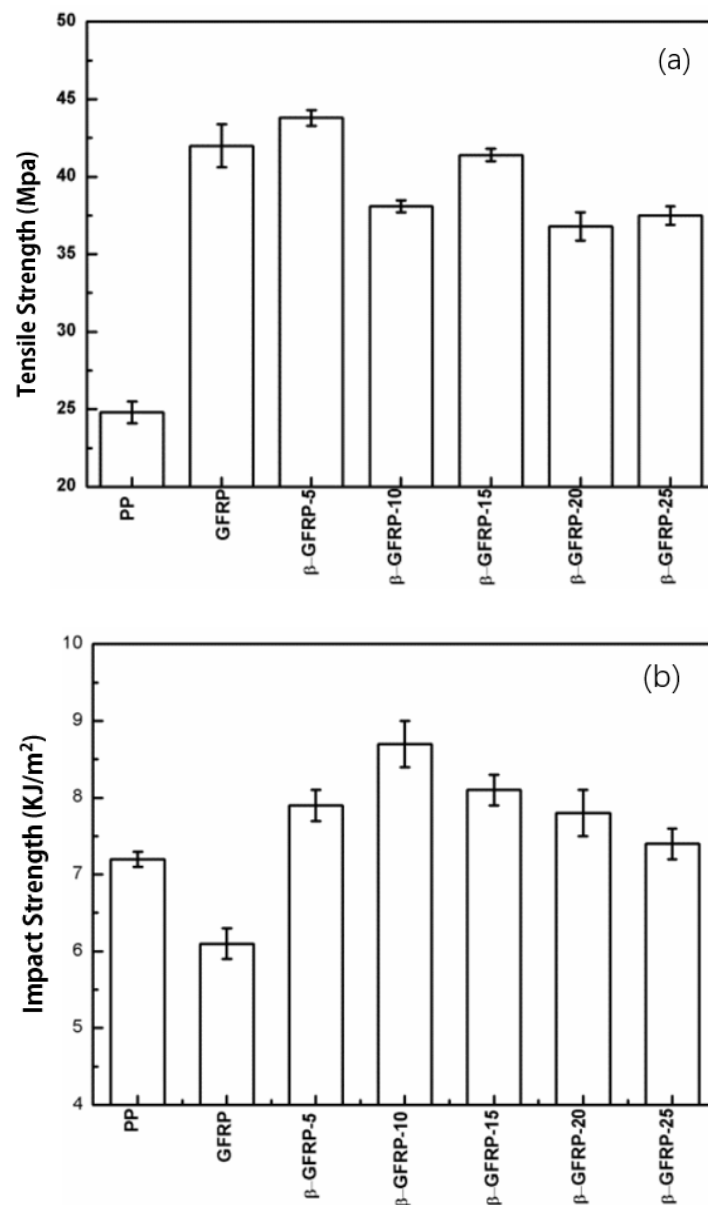 (a)
Tensile Strength (Mpa)
50
45
40
35
30
25
20
PP
GFRP
β-GFRP-5
β-GFRP-10
β-GFRP-15
β-GFRP-20
β-GFRP-25
(b)
Impact Strength (KJ/m²)
10
9
8
7
6
5
4
PP
GFRP
β-GFRP-5
β-GFRP-10
β-GFRP-15
β-GFRP-20
β-GFRP-25